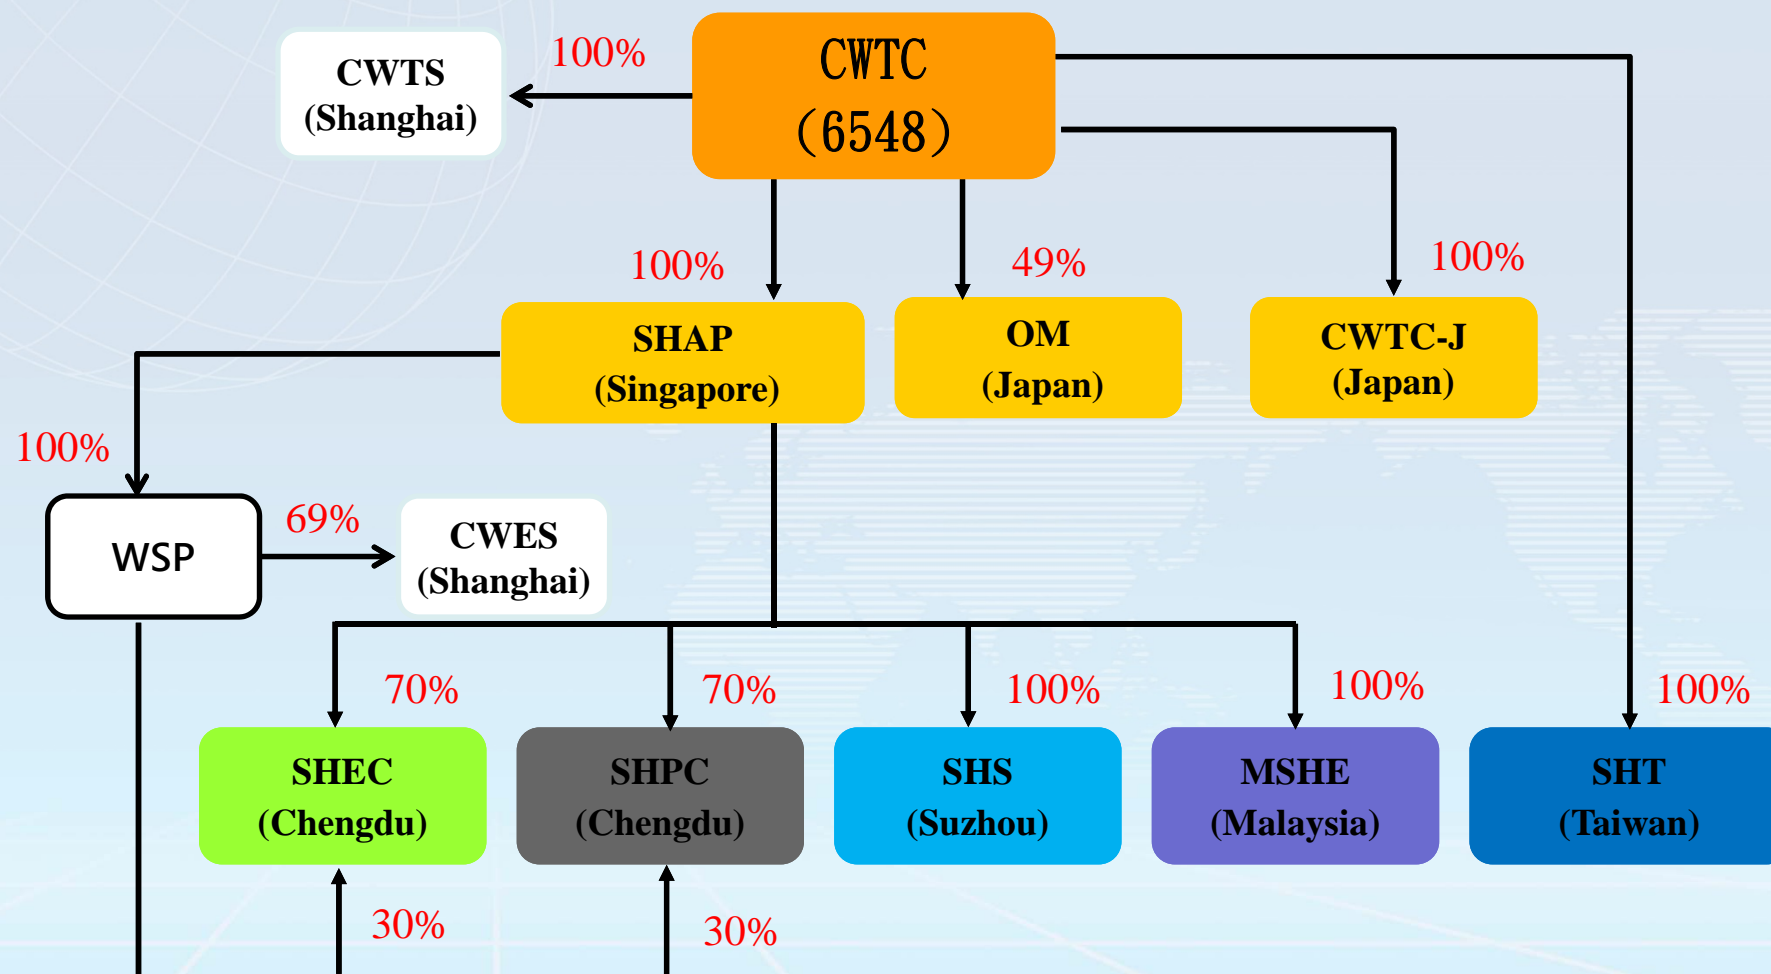 CWTS
(Shanghai)
100%
CWTC
(6548)
100%
49%
100%
SHAP
(Singapore)
OM
(Japan)
CWTC-J
(Japan)
100%
WSP
69%
CWES
(Shanghai)
70%
70%
100%
100%
100%
SHEC
(Chengdu)
SHPC
(Chengdu)
SHS
(Suzhou)
MSHE
(Malaysia)
SHT
(Taiwan)
30%
30%